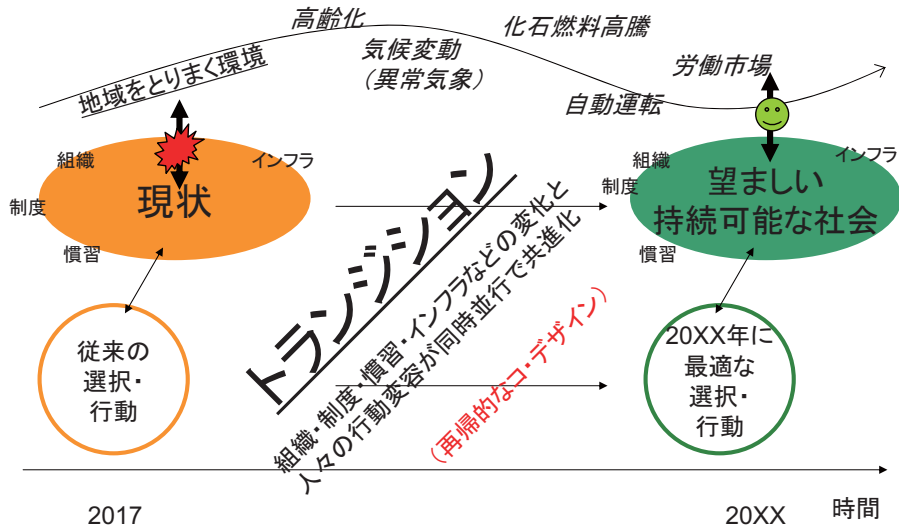 高齢化
化石燃料高騰
気候変動
（異常気象）
労働市場
地域をとりまく環境
自動運転
組織
インフラ
制度
現状
慣習
組織
インフラ
制度
望ましい
持続可能な社会
慣習
トランジション
組織・制度・慣習・インフラなどの変化と
人々の行動変容が同時並行で共進化
（再帰的なコ・デザイン）
従来の
選択・
行動
20XX年に
最適な
選択・
行動
2017
20XX
時間